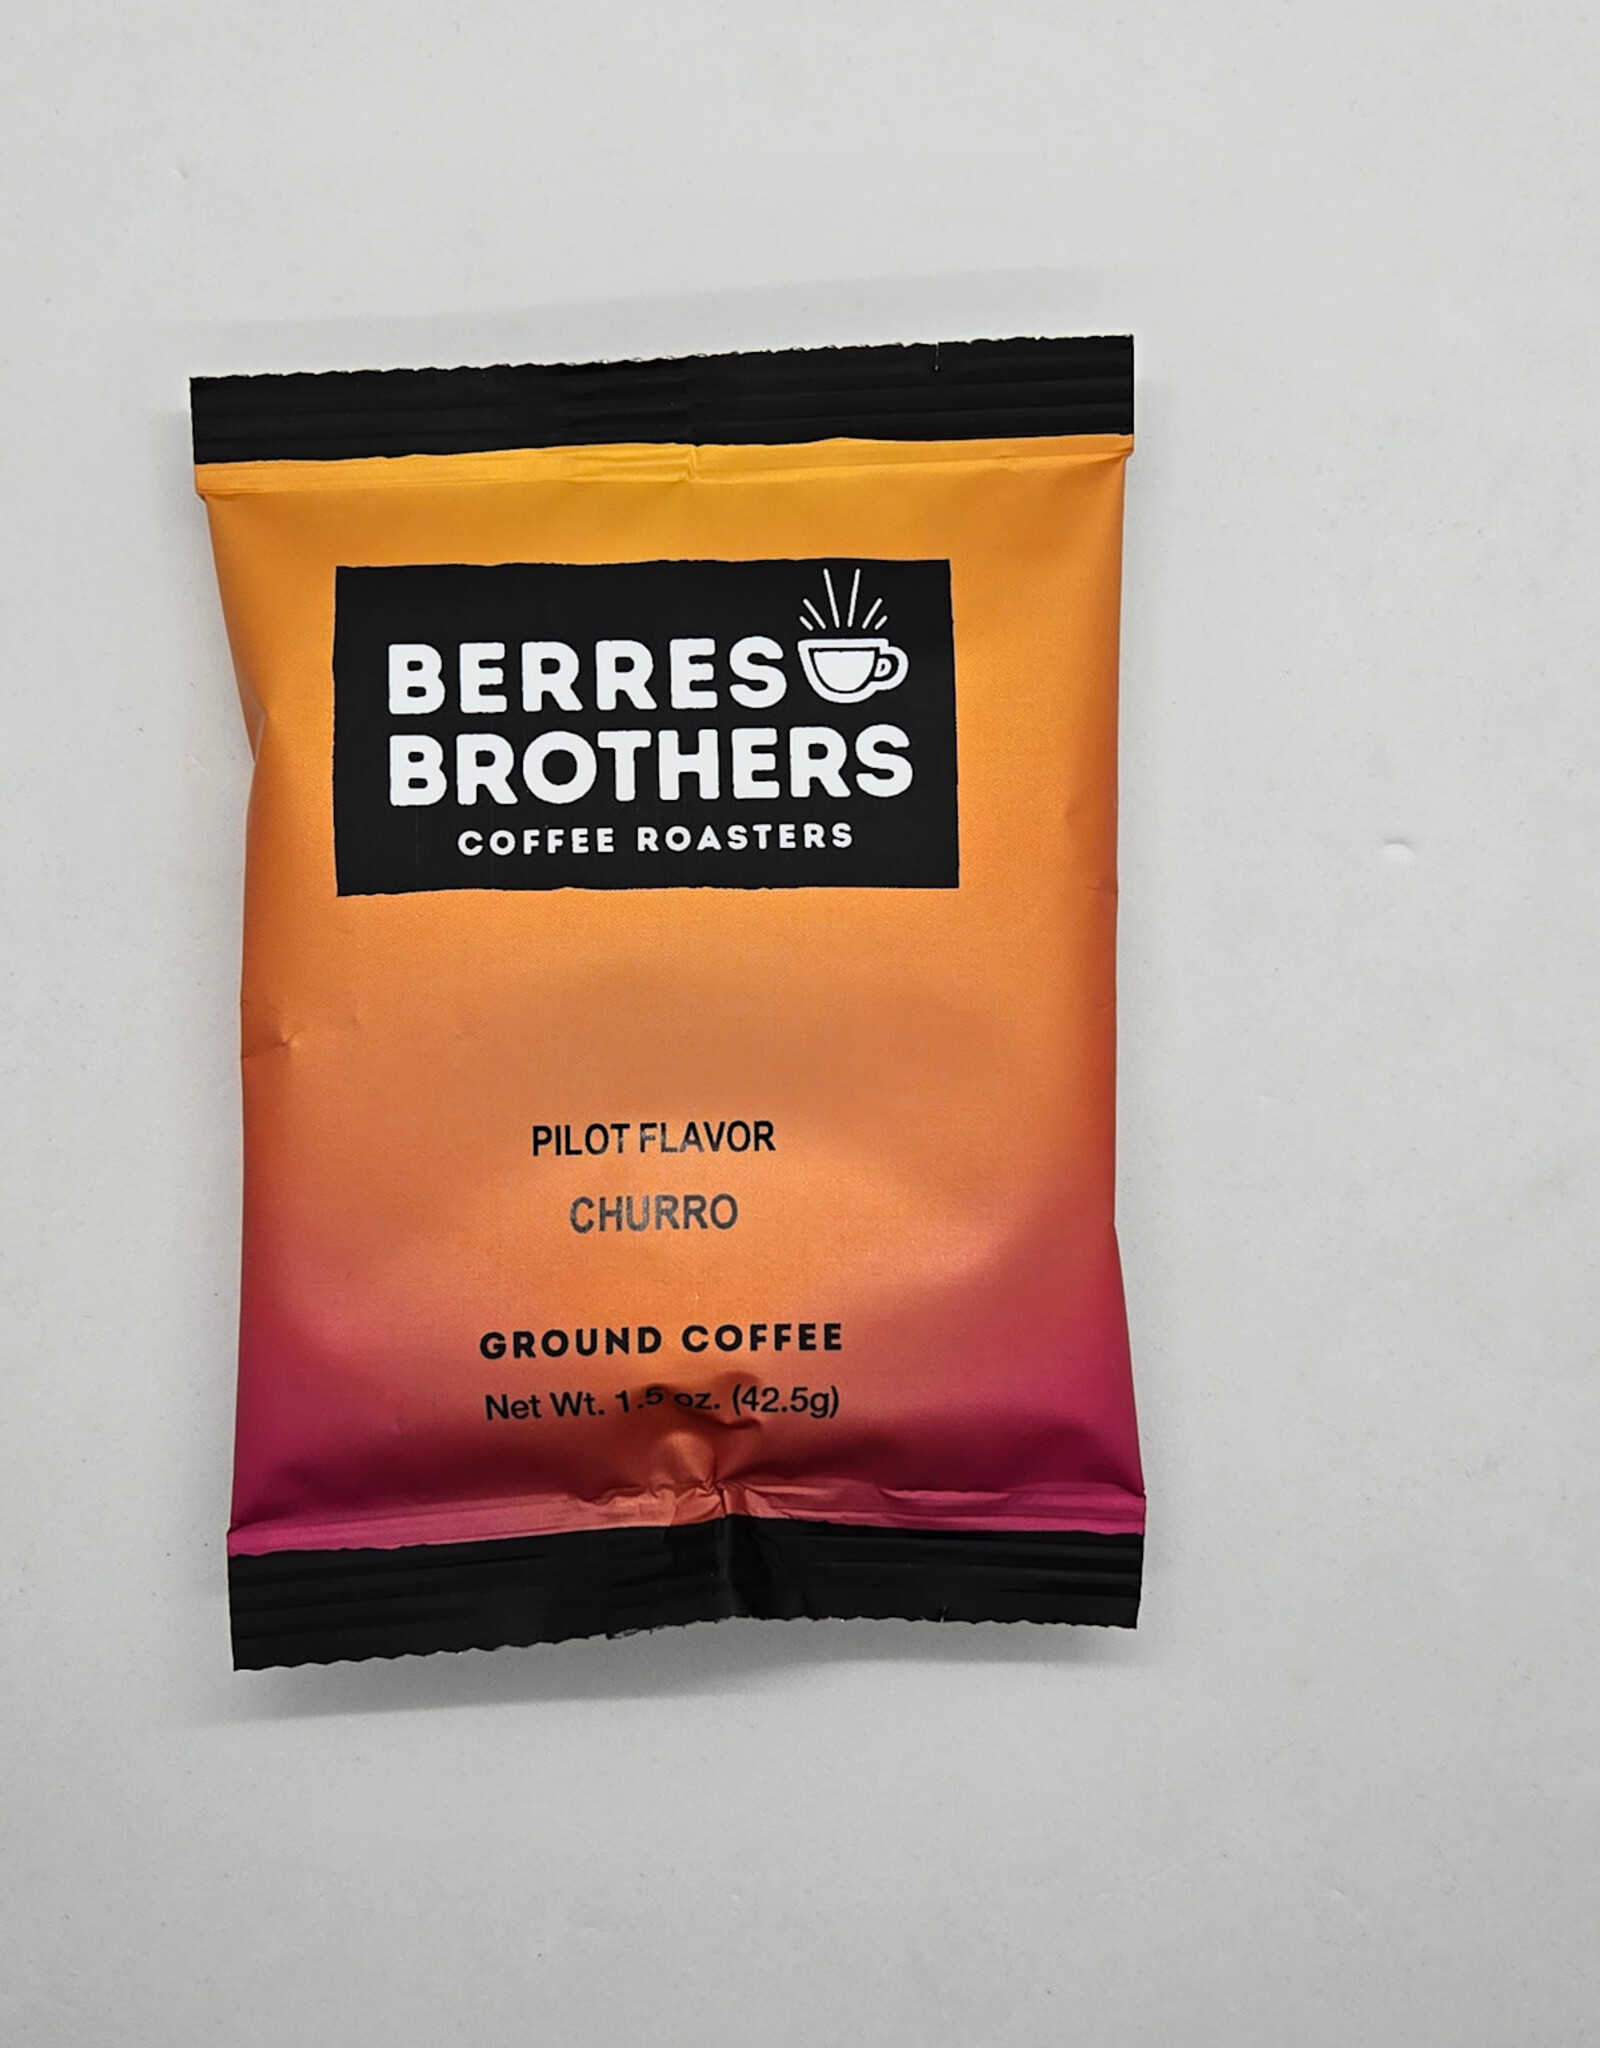 BERRES
BROTHERS
COFFEE ROASTERS
PILOT FLAVOR
CHURRO
GROUND COFFEE
Net Wt. 1.5 oz. (42.5g)